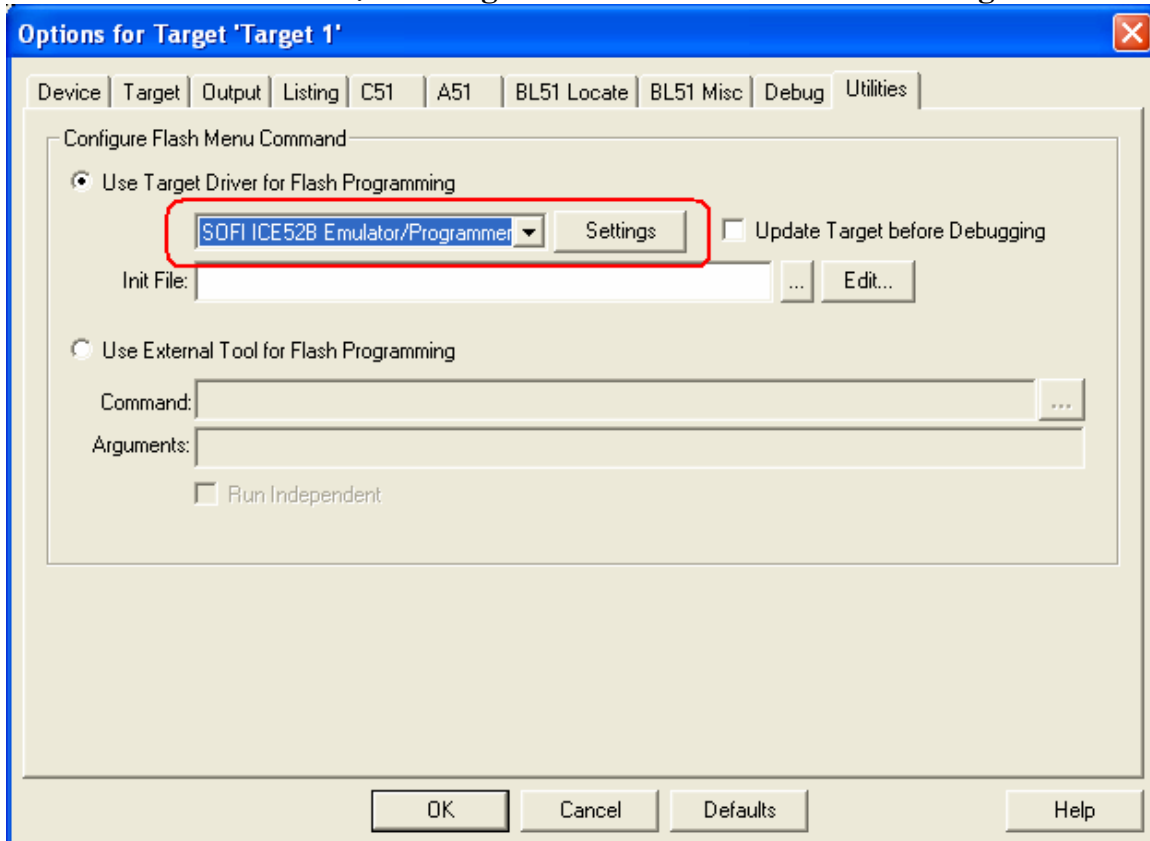 Options for Target 'Target 1'
Device Target Output Listing C51 A51 BL51 Locate BL51 Misc Debug Utilities
Configure Flash Menu Command
Use Target Driver for Flash Programming
SOFI ICE52B Emulator/Programmer Settings Update Target before Debugging
Init File: ... Edit...
Use External Tool for Flash Programming
Command: ...
Arguments:
Run Independent
OK Cancel Defaults Help